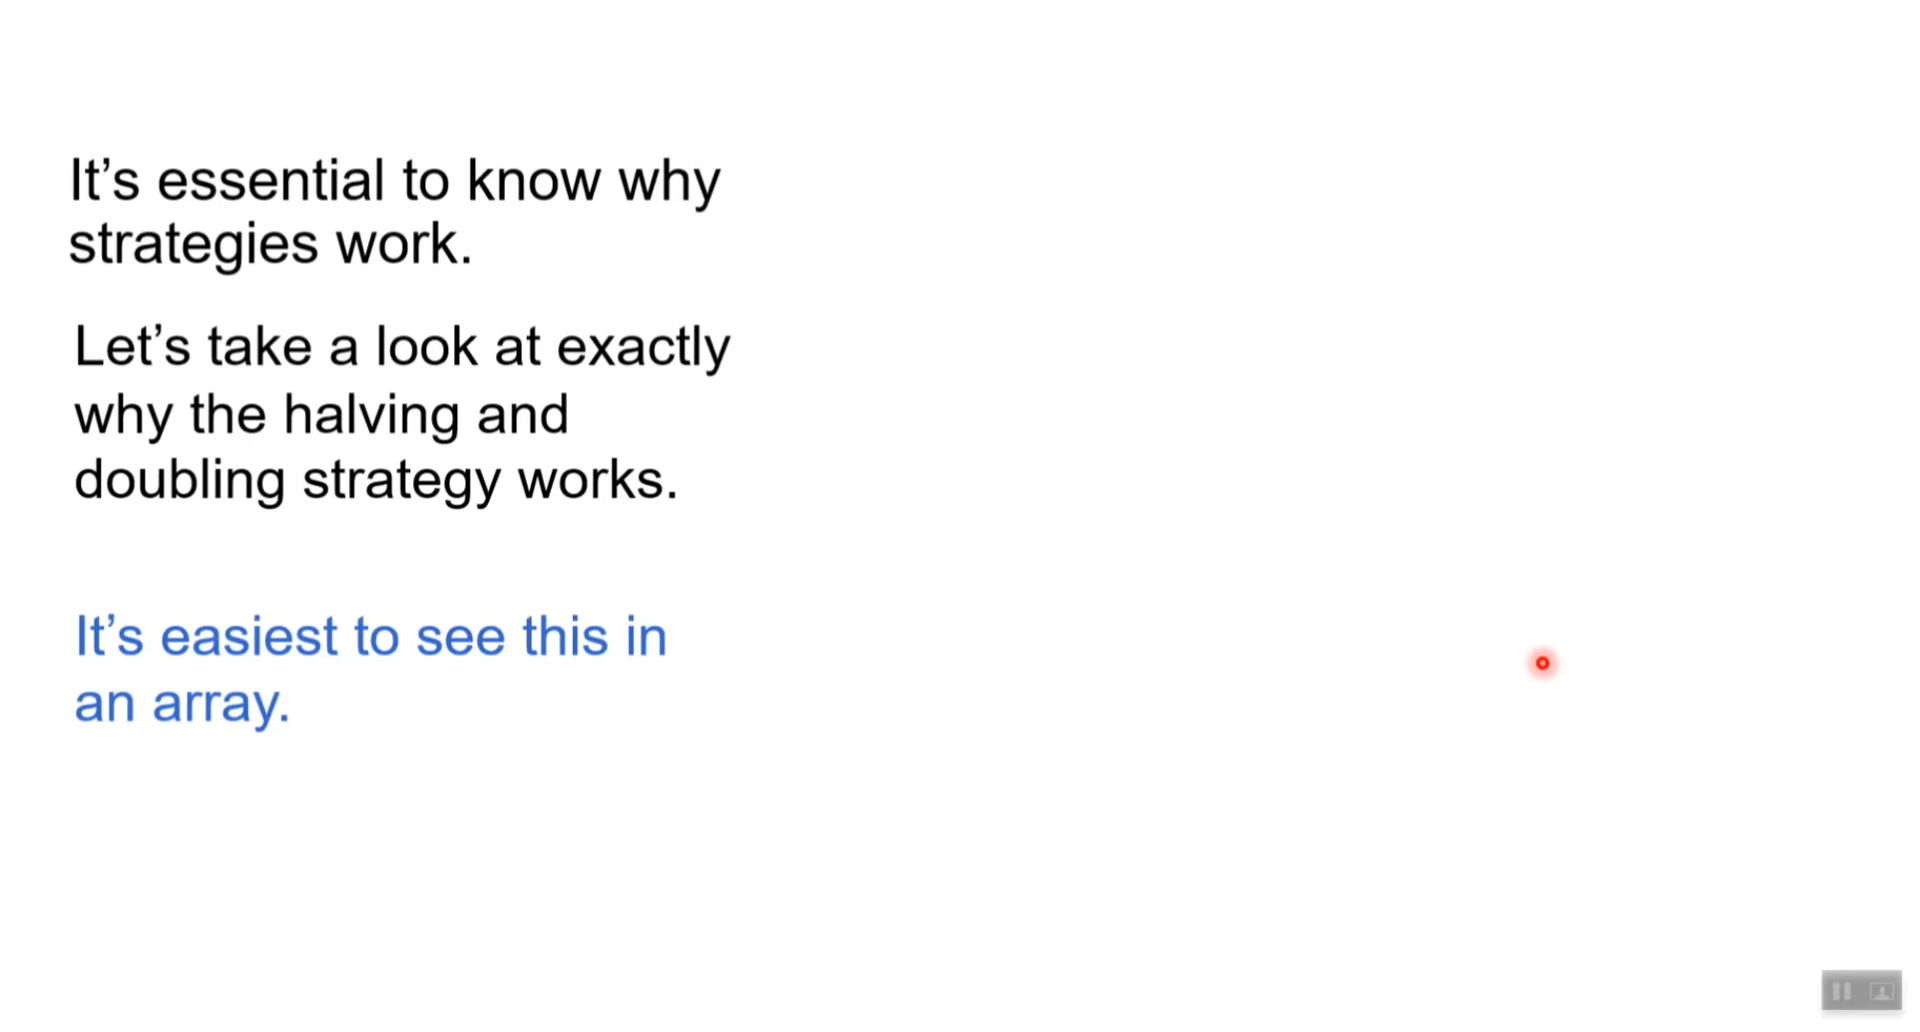 It’s essential to know why
strategies work.
Let’s take a look at exactly
why the halving and
doubling strategy works.
It’s easiest to see this in
an array.